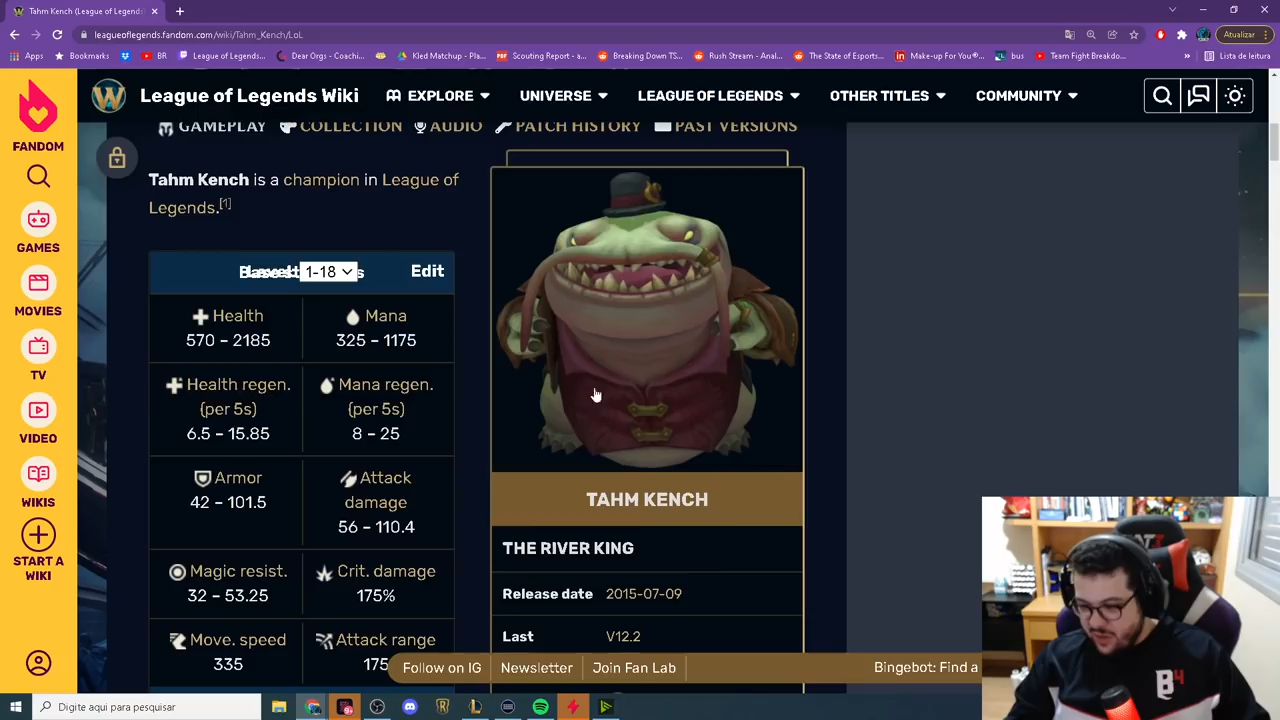 Tahm Kench (League of Legends
leagueoflegends.fandom.com/wiki/Tahm_Kench/LoL
Atualizar
Apps
Bookmarks
BR
League of Legends...
Dear Orgs - Coachi...
Kled Matchup - Pla...
Scouting Report - a...
Breaking Down TS...
Rush Stream - Anal...
The State of Esports...
Make-up For You®...
bus
Team Fight Breakdo...
Lista de leitura
FANDOM
GAMES
MOVIES
TV
VIDEO
WIKIS
START A
WIKI
League of Legends Wiki
EXPLORE
UNIVERSE
LEAGUE OF LEGENDS
OTHER TITLES
COMMUNITY
GAMEPLAY
COLLECTION
AUDIO
PATCH HISTORY
PAST VERSIONS
Tahm Kench is a champion in League of
Legends.[1]
1-18
Edit
Health
570 – 2185
Mana
325 – 1175
Health regen.
(per 5s)
6.5 – 15.85
Mana regen.
(per 5s)
8 – 25
Armor
42 – 101.5
Attack
damage
56 – 110.4
Magic resist.
32 – 53.25
Crit. damage
175%
Move. speed
335
Attack range
175
TAHM KENCH
THE RIVER KING
Release date 2015-07-09
Last V12.2
Follow on IG
Newsletter
Join Fan Lab
Bingebot: Find a
Digite aqui para pesquisar